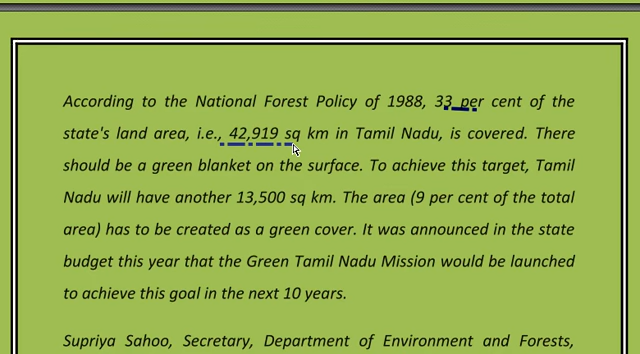 According to the National Forest Policy of 1988, 33 per cent of the
state's land area, i.e., 42,919 sq km in Tamil Nadu, is covered. There
should be a green blanket on the surface. To achieve this target, Tamil
Nadu will have another 13,500 sq km. The area (9 per cent of the total
area) has to be created as a green cover. It was announced in the state
budget this year that the Green Tamil Nadu Mission would be launched
to achieve this goal in the next 10 years.
Supriya Sahoo, Secretary, Department of Environment and Forests,